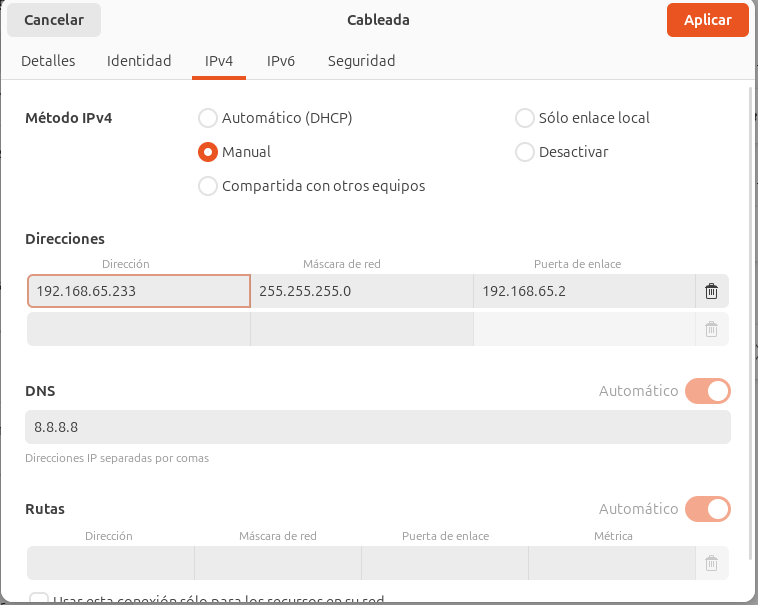 Cancelar Cableada Aplicar
Detalles Identidad IPv4 IPv6 Seguridad
Método IPv4 Automático (DHCP) Sólo enlace local
Manual Desactivar
Compartida con otros equipos
Direcciones
Dirección Máscara de red Puerta de enlace
192.168.65.233 255.255.255.0 192.168.65.2
DNS Automático
8.8.8.8
Direcciones IP separadas por comas
Rutas Automático
Dirección Máscara de red Puerta de enlace Métrica
Usar esta conexión sólo para los recursos en su red